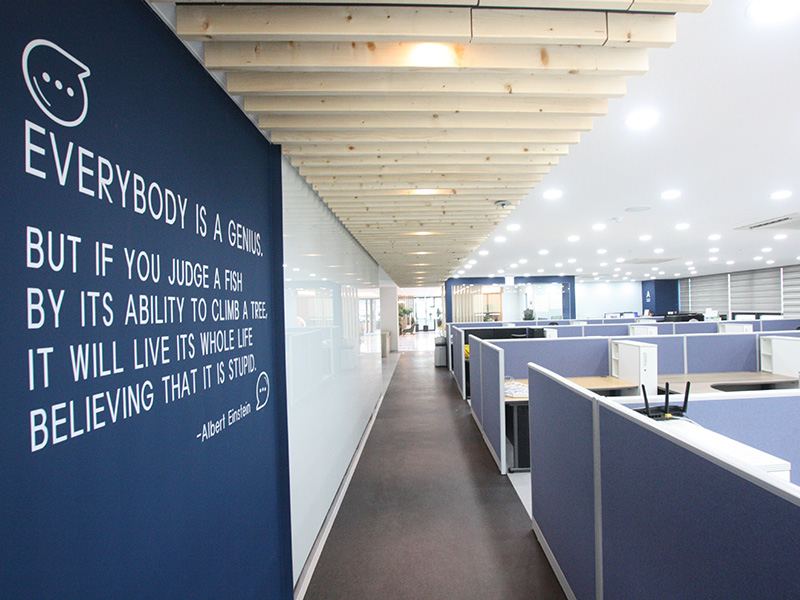 EVERYBODY IS A GENIUS.
BUT IF YOU JUDGE A FISH
BY ITS ABILITY TO CLIMB A TREE,
IT WILL LIVE ITS WHOLE LIFE
BELIEVING THAT IT IS STUPID.
-Albert Einstein